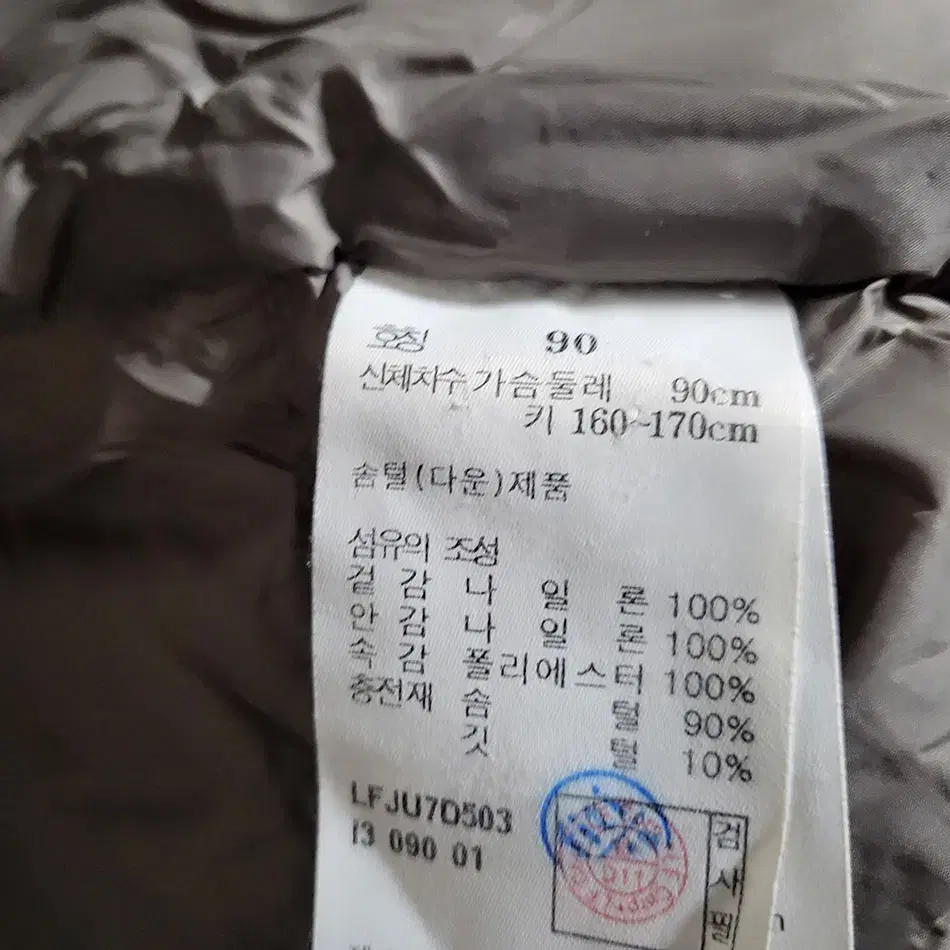 호칭 90
신체치수 가슴둘레 90cm
키 160~170cm
솜털(다운)제품
섬유의 조성
겉감 나일론 100%
안감 나일론 100%
속감 폴리에스터 100%
충전재 솜털 90%
깃털 10%
LFJU7D503
I3 090 01
검사필